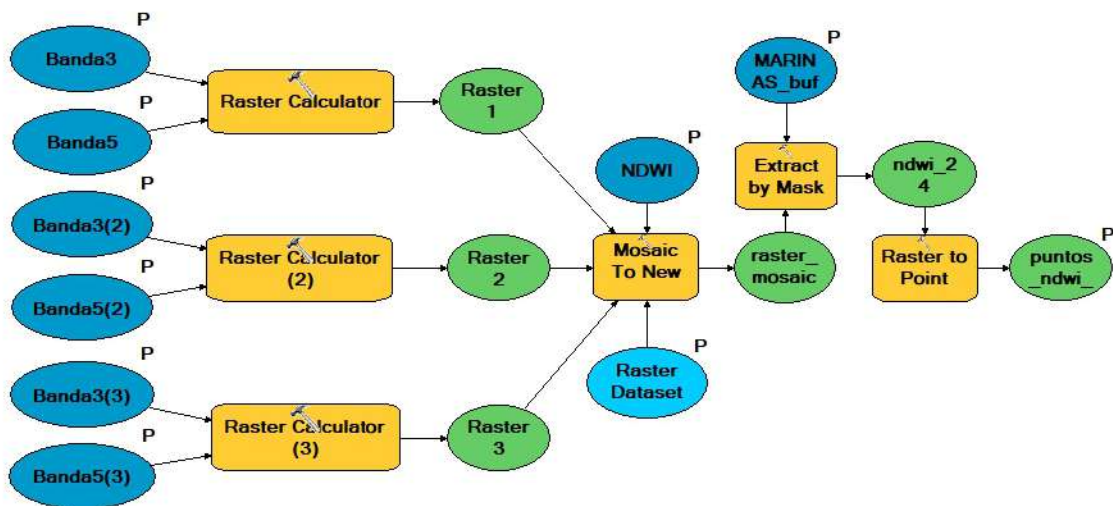 P
Banda3
P
Banda5
Raster Calculator
Raster
1
P
Banda3(2)
P
Banda5(2)
Raster Calculator
(2)
Raster
2
P
Banda3(3)
P
Banda5(3)
Raster Calculator
(3)
Raster
3
P
NDWI
Mosaic
To New
P
Raster
Dataset
raster_
mosaic
P
MARIN
AS_buf
Extract
by Mask
ndwi_2
4
Raster to
Point
P
puntos
_ndwi_